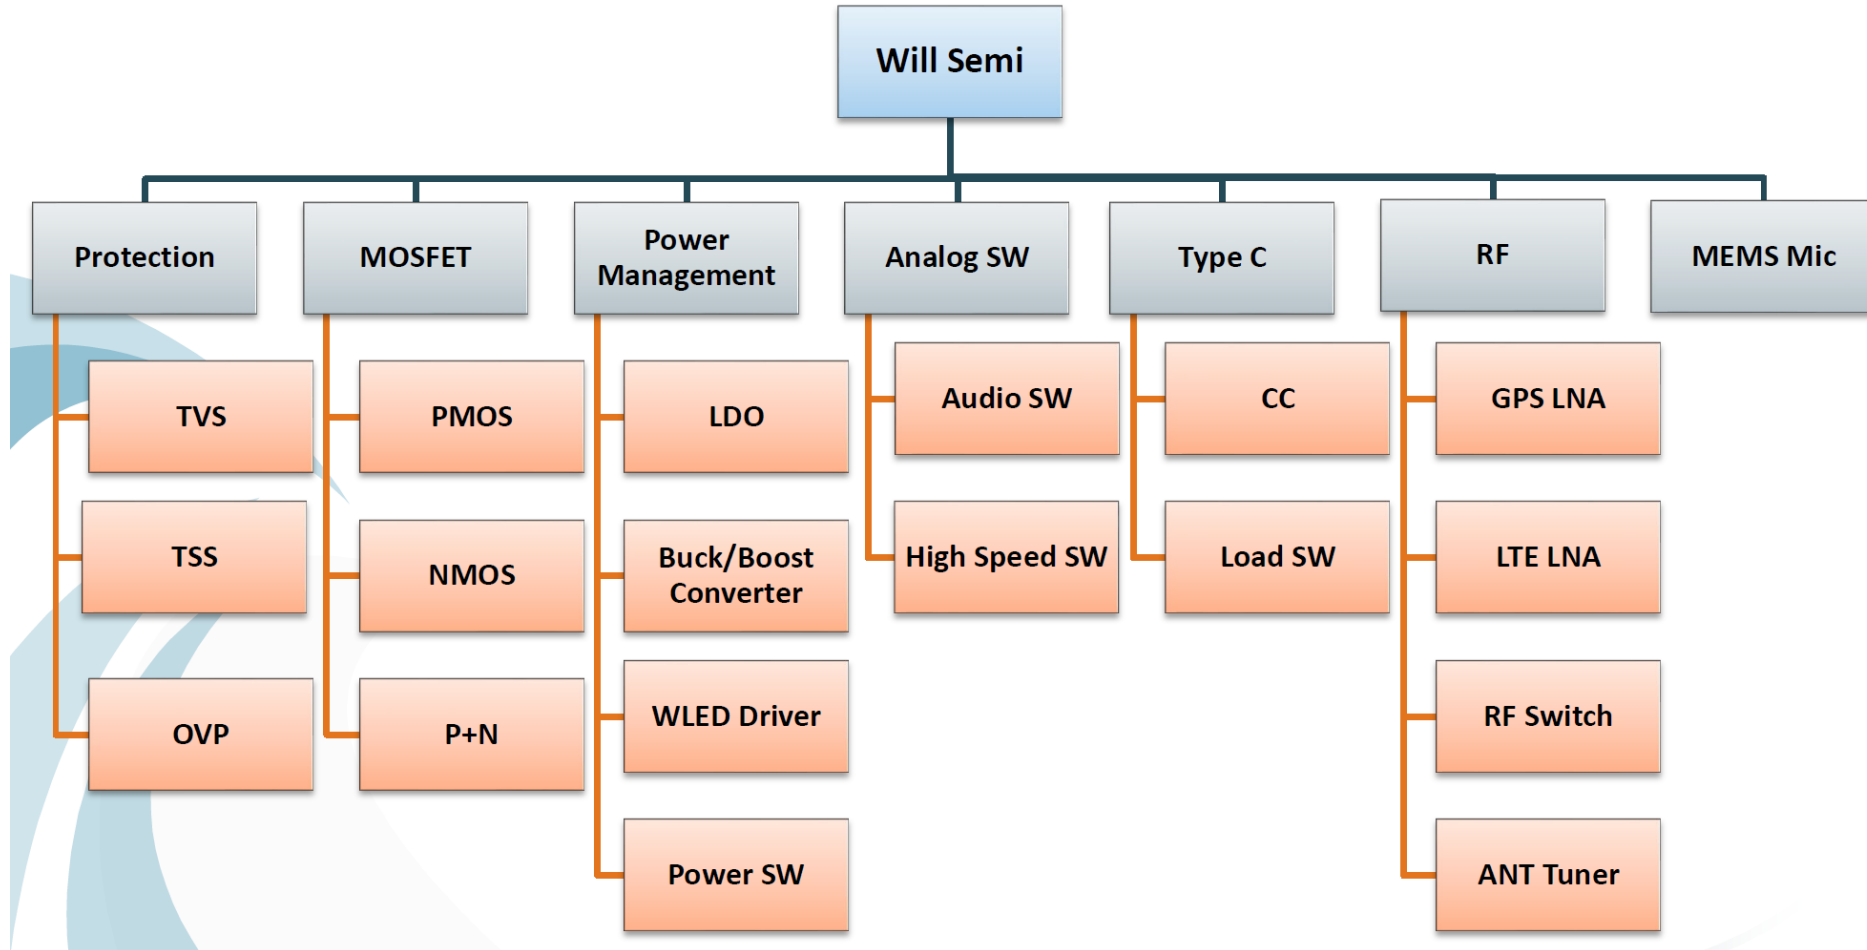 Will Semi
Protection
MOSFET
Power
Management
Analog SW
Type C
RF
MEMS Mic
TVS
TSS
OVP
PMOS
NMOS
P+N
LDO
Buck/Boost
Converter
WLED Driver
Power SW
Audio SW
High Speed SW
CC
Load SW
GPS LNA
LTE LNA
RF Switch
ANT Tuner